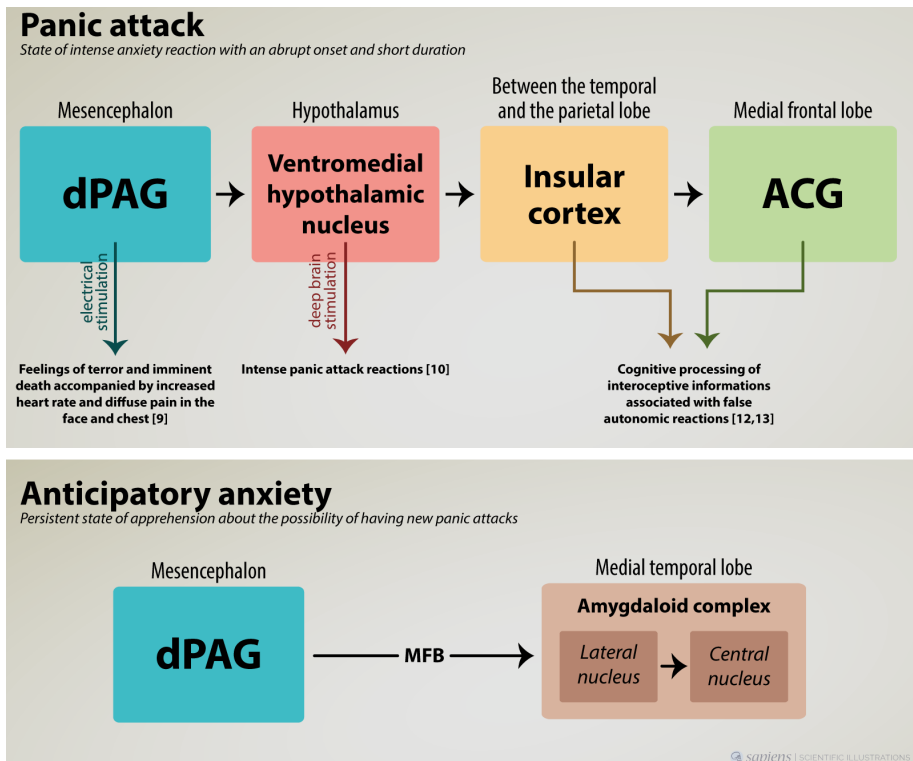 Panic attack
State of intense anxiety reaction with an abrupt onset and short duration
Mesencephalon
dPAG
electrical
stimulation
Feelings of terror and imminent
death accompanied by increased
heart rate and diffuse pain in the
face and chest [9]
Hypothalamus
Ventromedial
hypothalamic
nucleus
deep brain
stimulation
Intense panic attack reactions [10]
Between the temporal
and the parietal lobe
Insular
cortex
Medial frontal lobe
ACG
Cognitive processing of
interoceptive informations
associated with false
autonomic reactions [12,13]
Anticipatory anxiety
Persistent state of apprehension about the possibility of having new panic attacks
Mesencephalon
dPAG
MFB
Medial temporal lobe
Amygdaloid complex
Lateral
nucleus
Central
nucleus
sapiens | SCIENTIFIC ILLUSTRATIONS